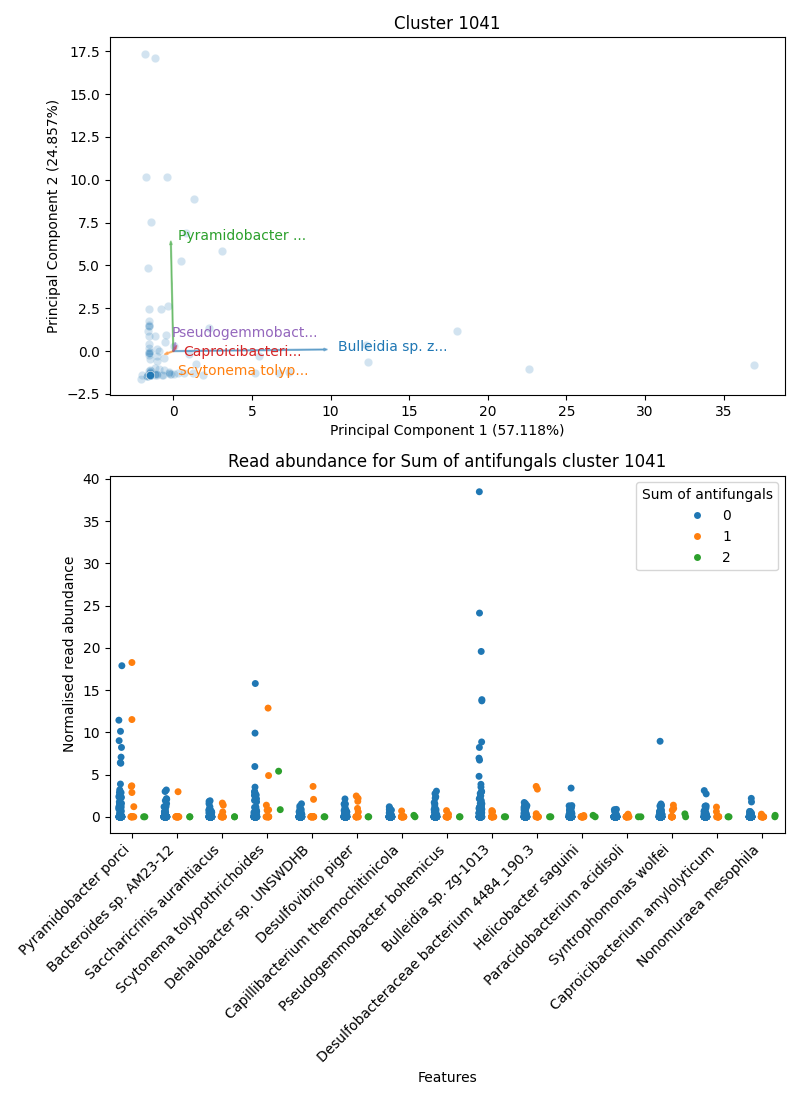 Cluster 1041
17.5
15.0
12.5
10.0
7.5
5.0
2.5
0.0
−2.5
Principal Component 2 (24.857%)
Pyramidobacter ...
Pseudogemmobact...
Bulleidia sp. z...
Caproicibacteri...
Scytonema tolyp...
0 5 10 15 20 25 30 35
Principal Component 1 (57.118%)
Read abundance for Sum of antifungals cluster 1041
40
35
30
25
20
15
10
5
0
Normalised read abundance
Sum of antifungals
0
1
2
Pyramidobacter porci
Bacteroides sp. AM23-12
Saccharicrinis aurantiacus
Scytonema tolypothrichoides
Dehalobacter sp. UNSWDHB
Desulfovibrio piger
Capillibacterium thermochitinicola
Pseudogemmobacter bohemicus
Bulleidia sp. zg-1013
Desulfobacteraceae bacterium 4484_190.3
Helicobacter saguini
Paracidobacterium acidisoli
Syntrophomonas wolfei
Caproicibacterium amylolyticum
Nonomuraea mesophila
Features